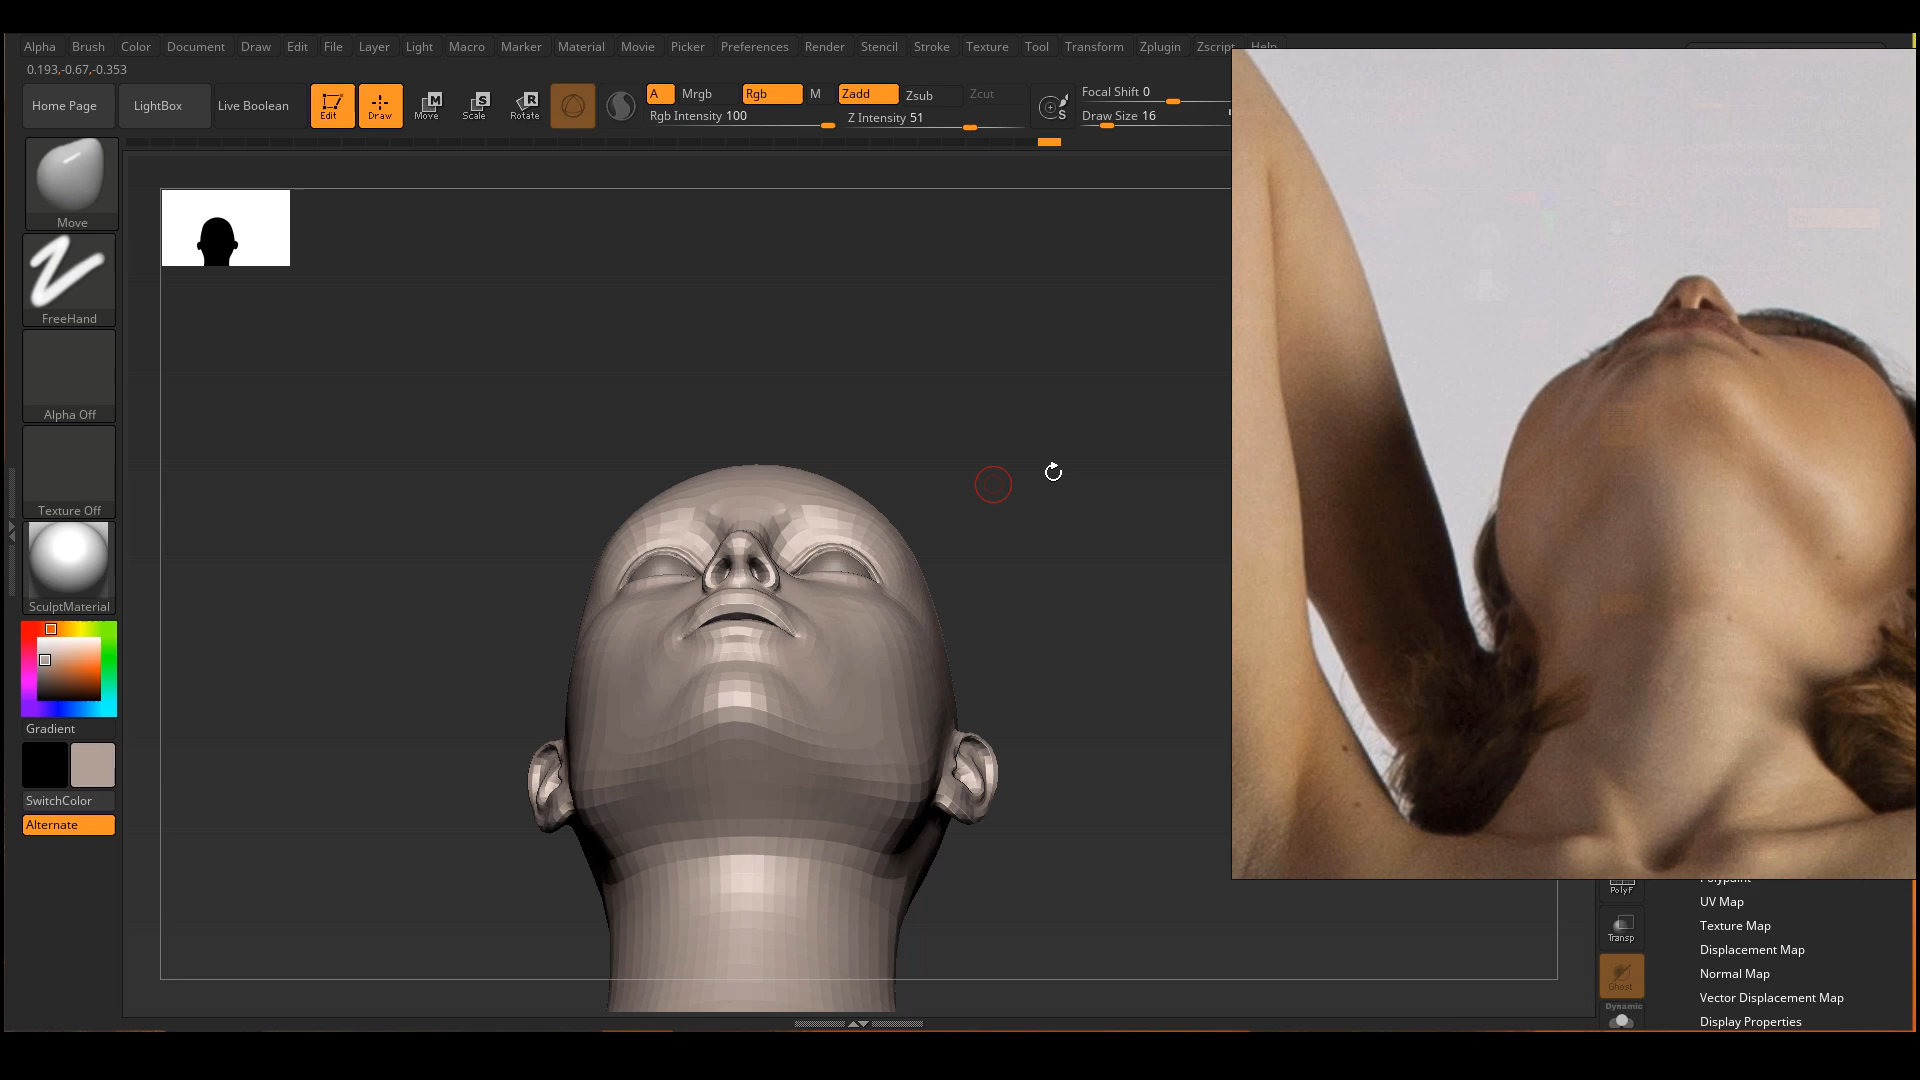 Alpha Brush Color Document Draw Edit File Layer Light Macro Marker Material Movie Picker Preferences Render Stencil Stroke Texture Tool Transform Zplugin Zscript Help
0.193,-0.67,-0.353
Home Page LightBox Live Boolean Edit Draw Move Scale Rotate A Mrgb Rgb M Zadd Zsub Zcut Focal Shift 0
Rgb Intensity 100 Z Intensity 51 S Draw Size 16
Move
FreeHand
Alpha Off
Texture Off
SculptMaterial
Gradient
SwitchColor
Alternate
PolyF
Transp
Ghost
Dynamic
Polypaint
UV Map
Texture Map
Displacement Map
Normal Map
Vector Displacement Map
Display Properties